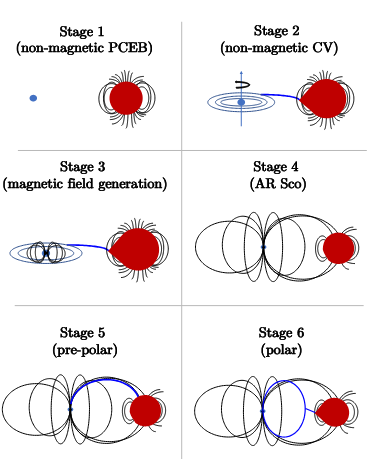 Stage 1
(non-magnetic PCEB)
Stage 2
(non-magnetic CV)
Stage 3
(magnetic field generation)
Stage 4
(AR Sco)
Stage 5
(pre-polar)
Stage 6
(polar)